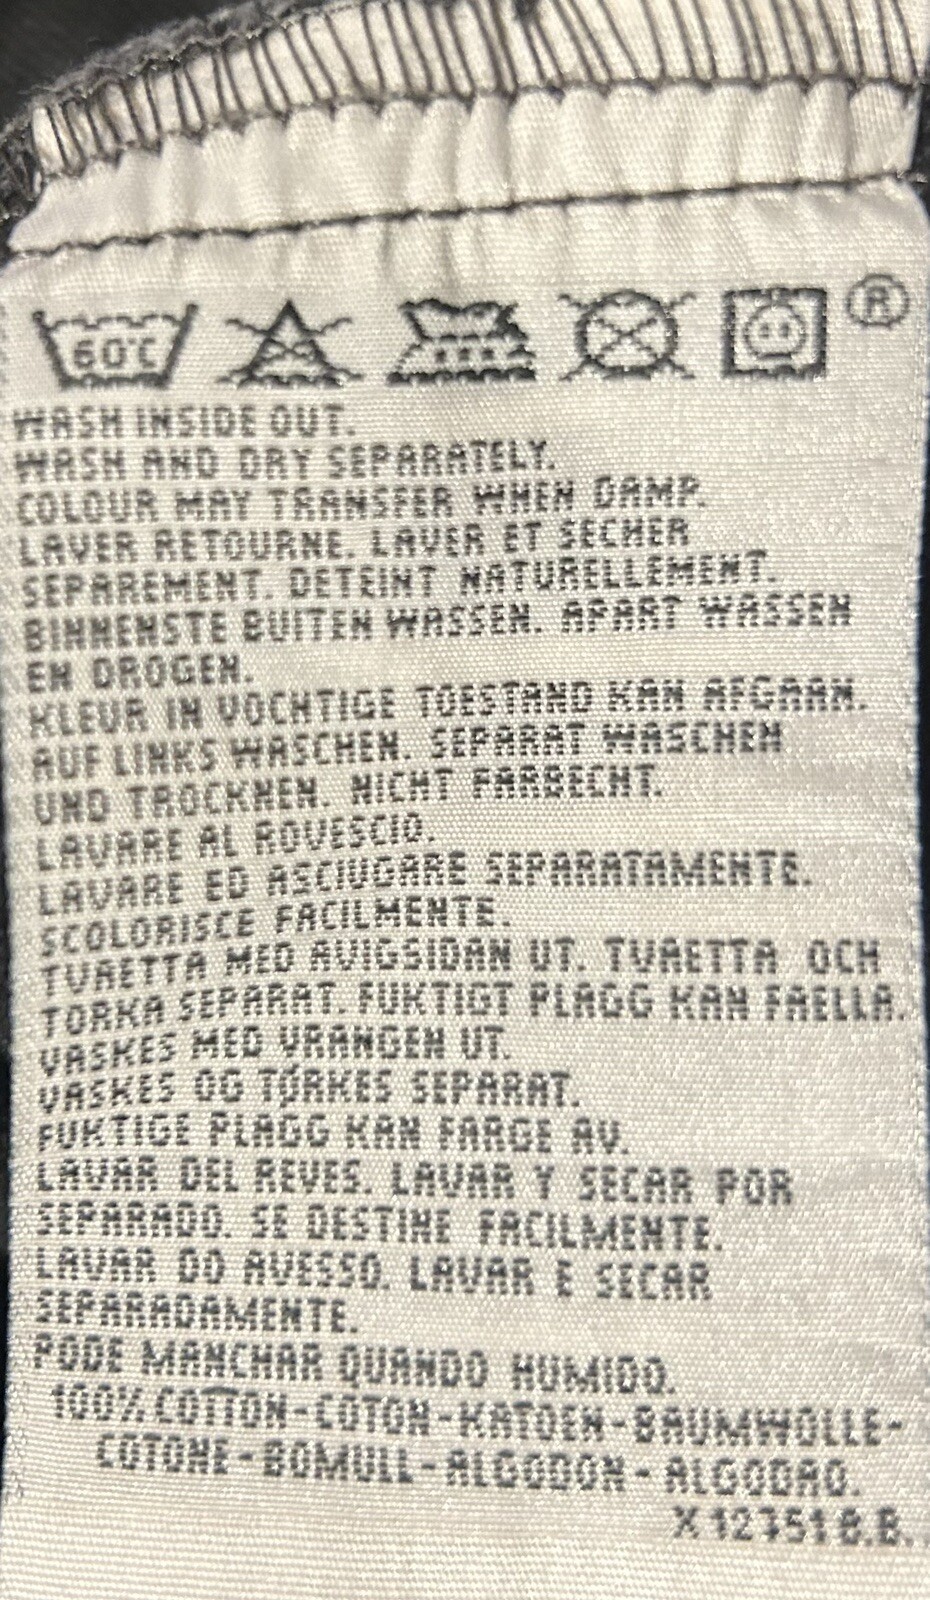 60°C ®
WASH INSIDE OUT.
WASH AND DRY SEPARATELY.
COLOUR MAY TRANSFER WHEN DAMP.
LAVER RETOURNE. LAVER ET SECHER
SEPAREMENT. DETEINT NATURELLEMENT.
BINNENSTE BUITEN WASSEN. APART WASSEN
EN DROGEN.
KLEUR IN VOCHTIGE TOESTAND KAN AFGAAN.
AUF LINKS WASCHEN. SEPARAT WASCHEN
UND TROCKNEN. NICHT FARBECHT.
LAVARE AL ROVESCIO.
LAVARE ED ASCIUGARE SEPARATAMENTE.
SCOLORISCE FACILMENTE.
TVAETTA MED AVIGSIDAN UT. TVAETTA OCH
TORKA SEPARAT. FUKTIGT PLAGG KAN FAELLA.
VASKES MED VRANGEN UT.
VASKES OG TØRKES SEPARAT.
FUKTIGE PLAGG KAN FARGE AV.
LAVAR DEL REVES. LAVAR Y SECAR POR
SEPARADO. SE DESTINE FACILMENTE.
LAVAR DO AVESSO. LAVAR E SECAR
SEPARADAMENTE.
PODE MANCHAR QUANDO HUMIDO.
100% COTTON-COTON-KATOEN-BAUMWOLLE-
COTONE-BOMULL-ALGODON-ALGODAO.